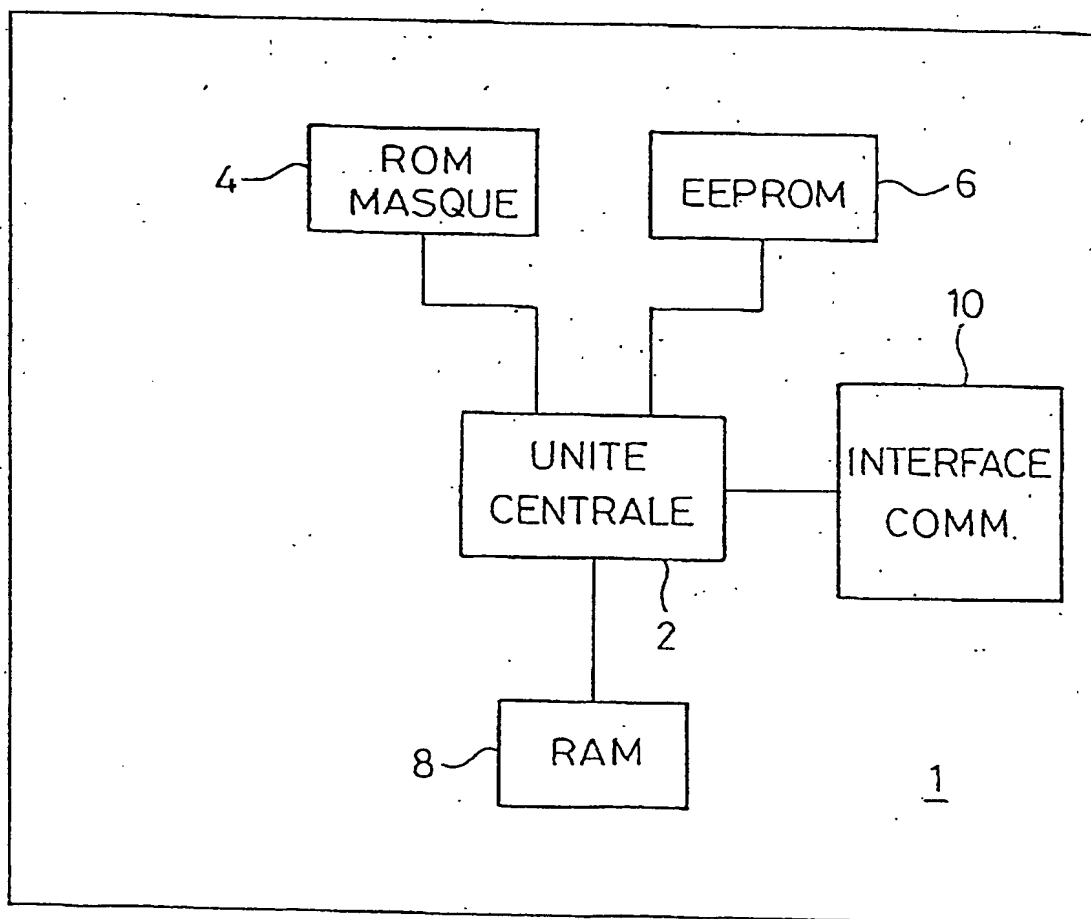 ROM
MASQUE
4
EEPROM
6
10
UNITE
CENTRALE
INTERFACE
COMM.
2
8
RAM
1